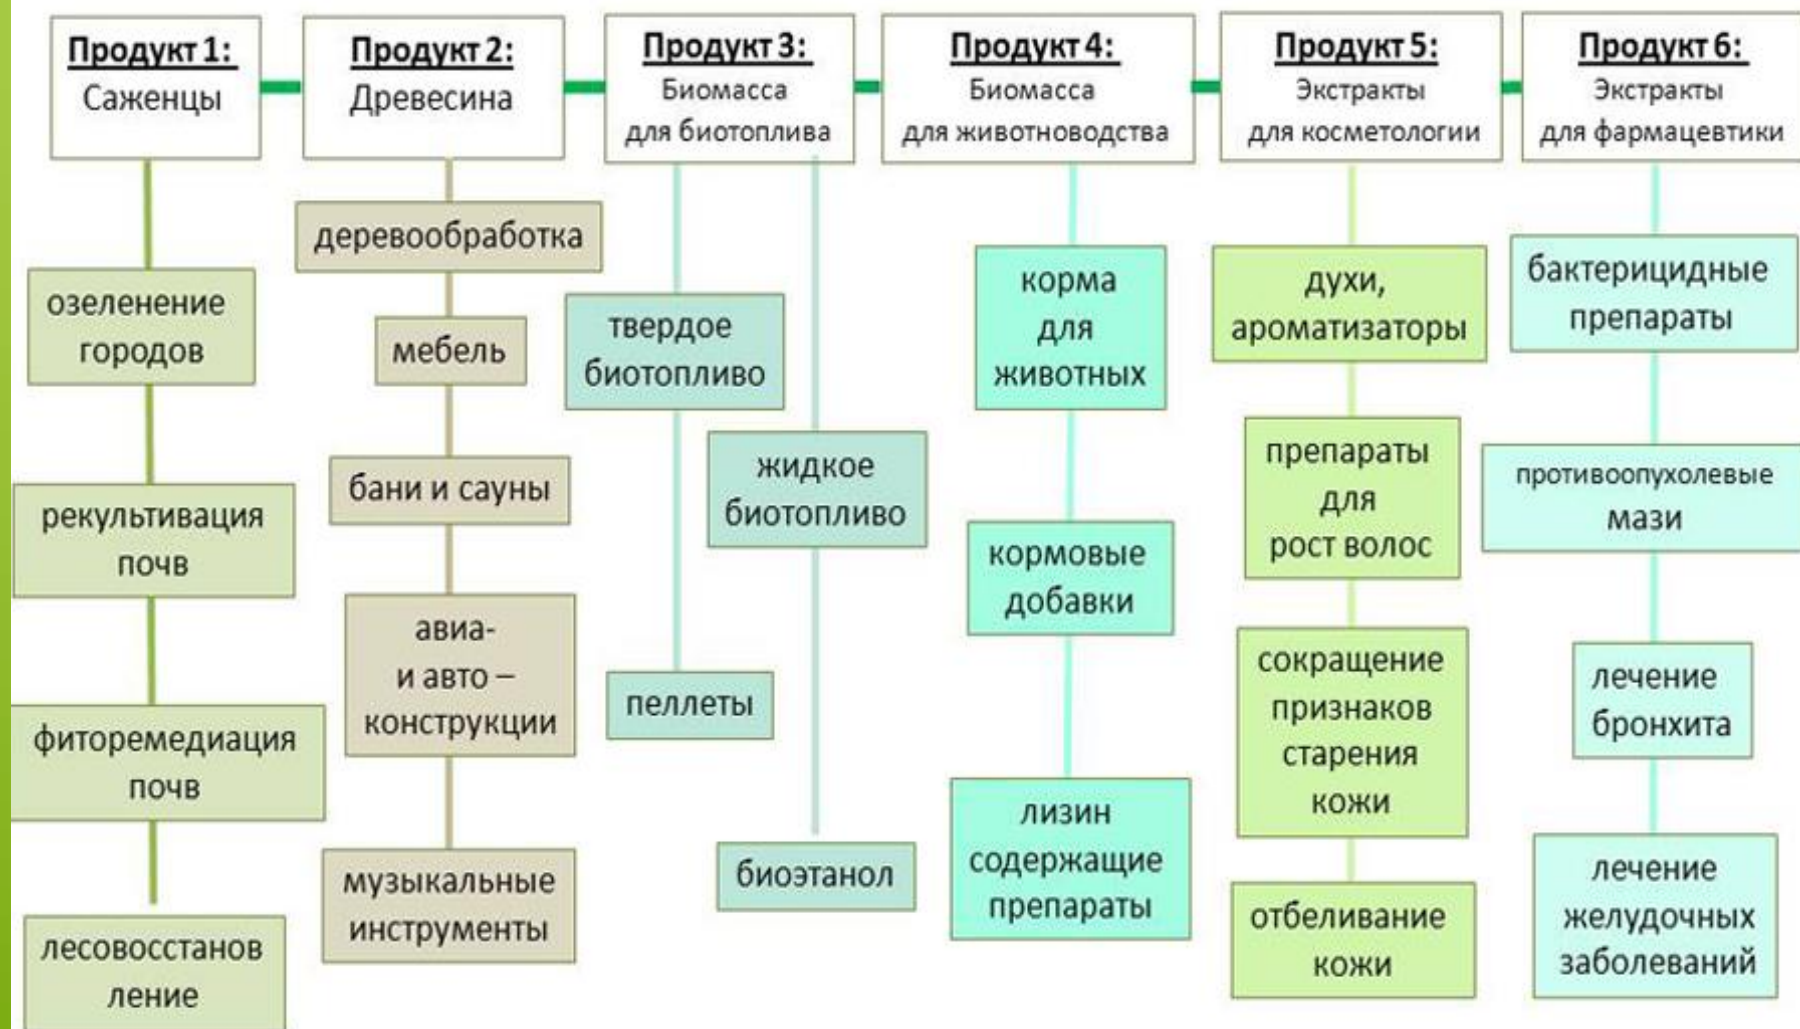 Продукт 1:
Саженцы
озеленение
городов
рекультивация
почв
фиторемедиация
почв
лесовосстанов
ление
Продукт 2:
Древесина
деревообработка
мебель
бани и сауны
авиа-
и авто –
конструкции
музыкальные
инструменты
Продукт 3:
Биомасса
для биотоплива
твердое
биотопливо
пеллеты
жидкое
биотопливо
биоэтанол
Продукт 4:
Биомасса
для животноводства
корма
для
животных
кормовые
добавки
лизин
содержащие
препараты
Продукт 5:
Экстракты
для косметологии
духи,
ароматизаторы
препараты
для
рост волос
сокращение
признаков
старения
кожи
отбеливание
кожи
Продукт 6:
Экстракты
для фармацевтики
бактерицидные
препараты
противоопухолевые
мази
лечение
бронхита
лечение
желудочных
заболеваний